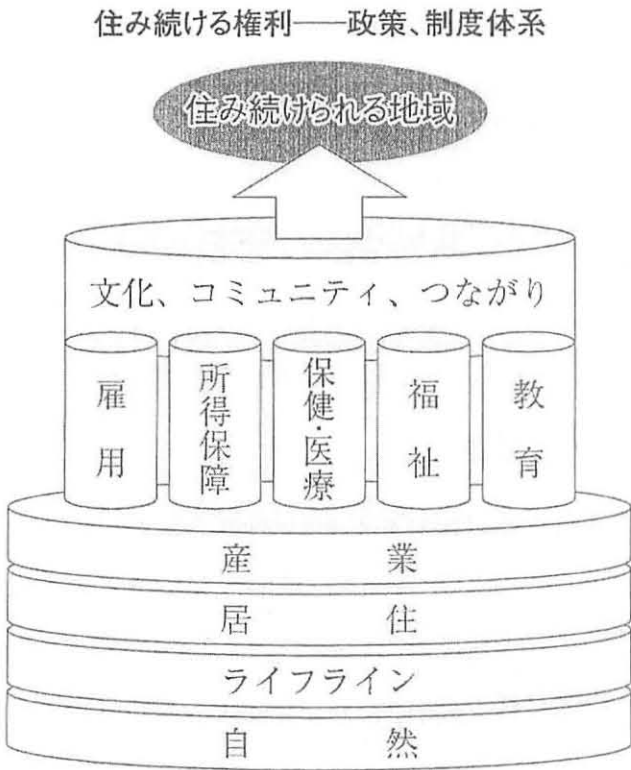 住み続ける権利──政策、制度体系
住み続けられる地域
文化、コミュニティ、つながり
雇用
所得保障
保健・医療
福祉
教育
産業
居住
ライフライン
自然